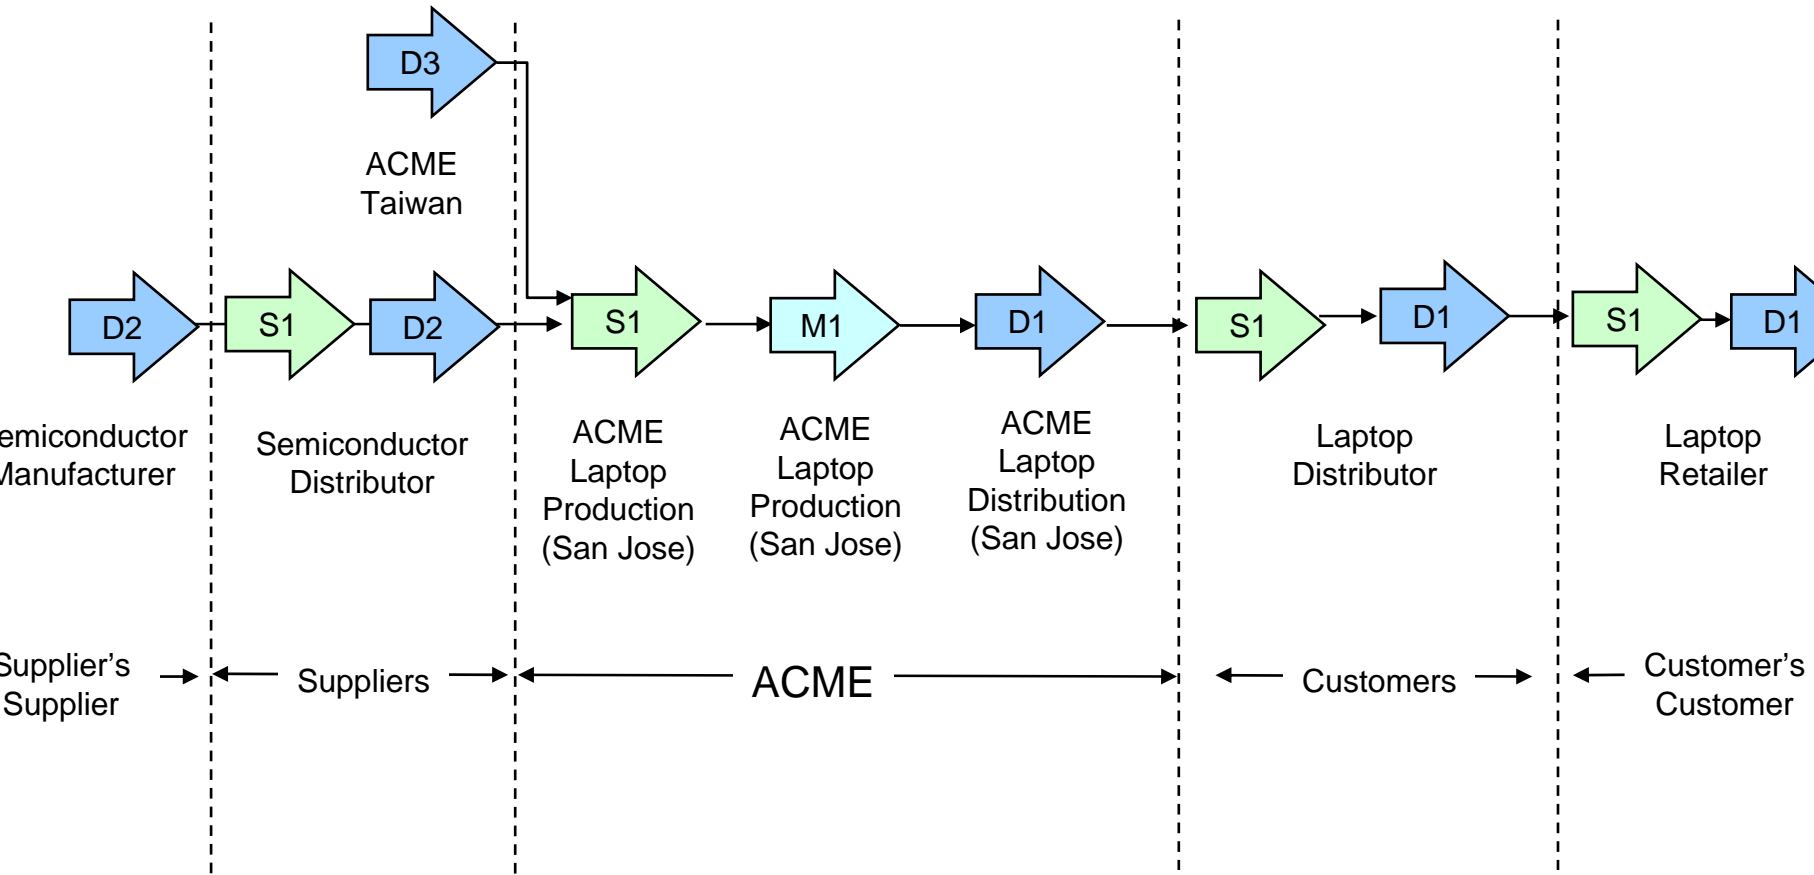 D3
ACME
Taiwan
D2
S1
D2
S1
M1
D1
S1
D1
S1
D1
emiconductor
Manufacturer
Semiconductor
Distributor
ACME
Laptop
Production
(San Jose)
ACME
Laptop
Production
(San Jose)
ACME
Laptop
Distribution
(San Jose)
Laptop
Distributor
Laptop
Retailer
Supplier's
Supplier
Suppliers
ACME
Customers
Customer's
Customer